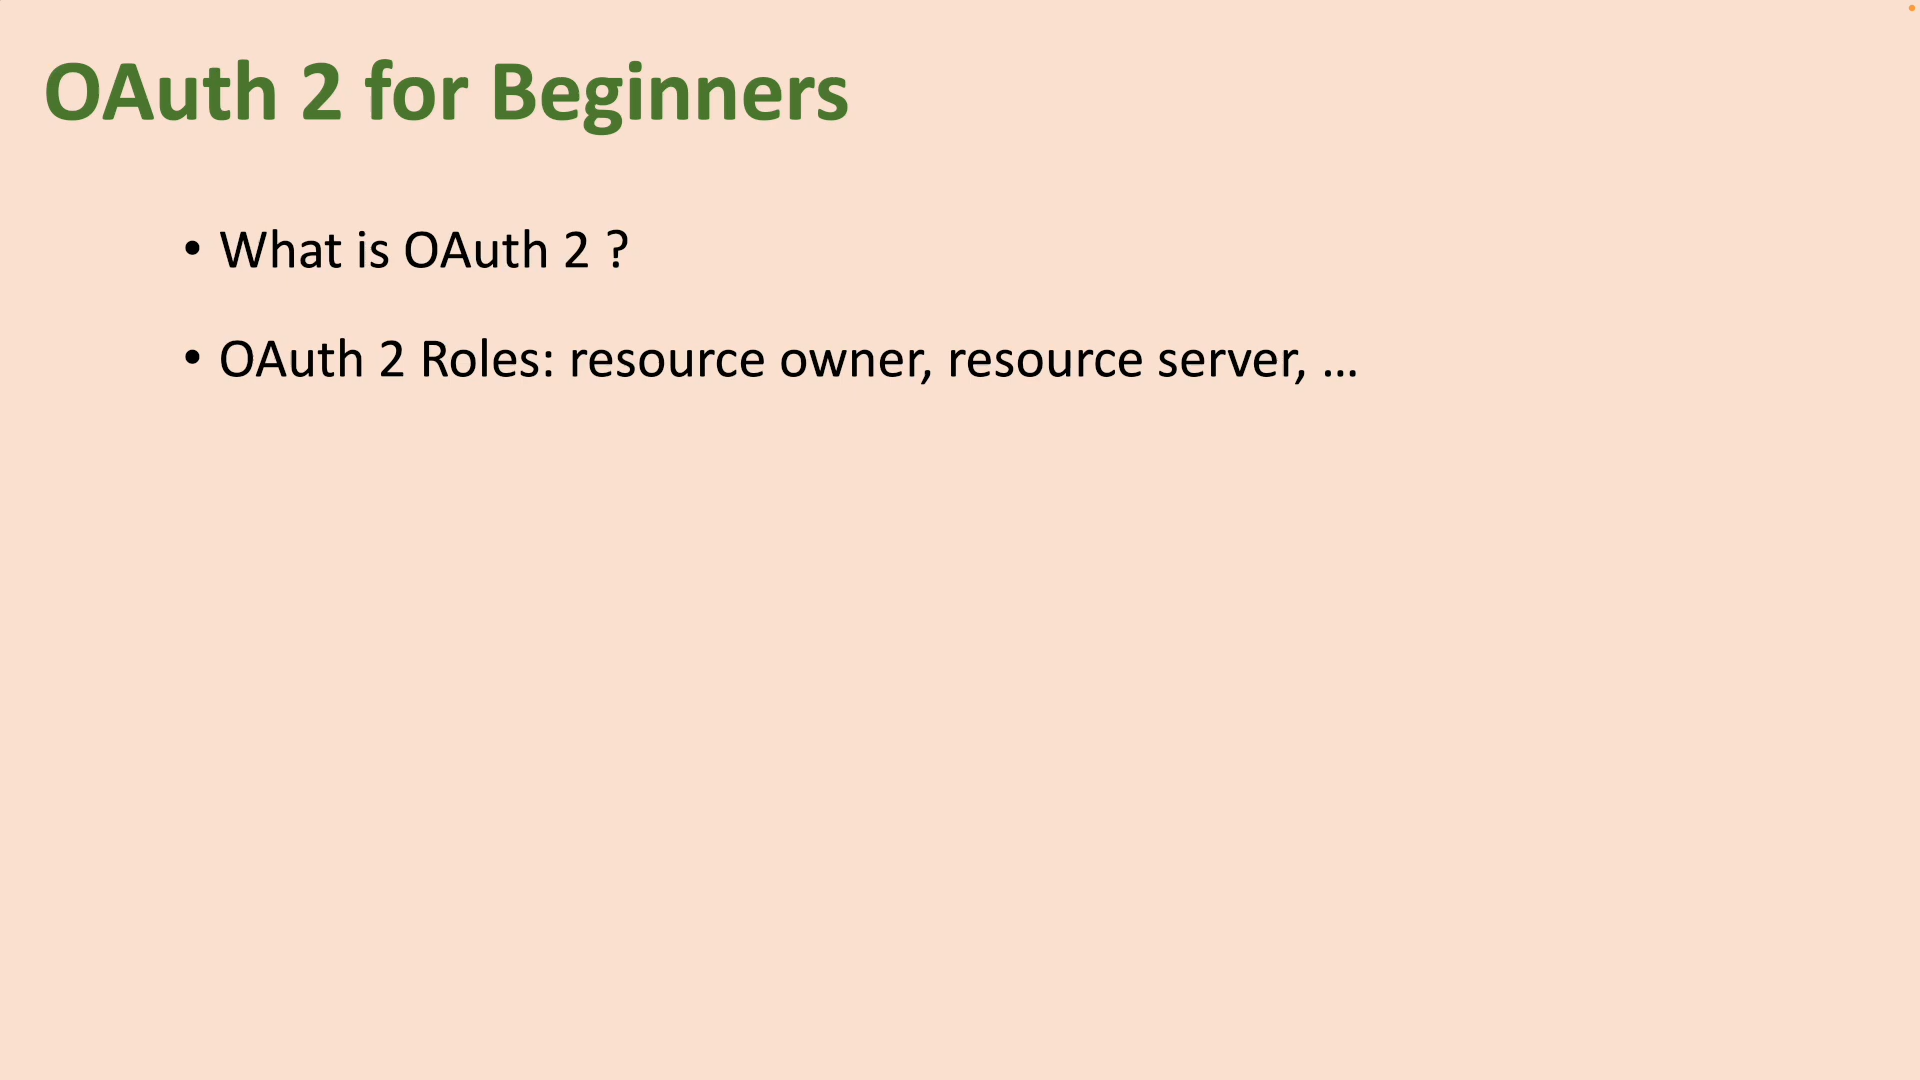 OAuth 2 for Beginners
• What is OAuth 2 ?
• OAuth 2 Roles: resource owner, resource server, ...